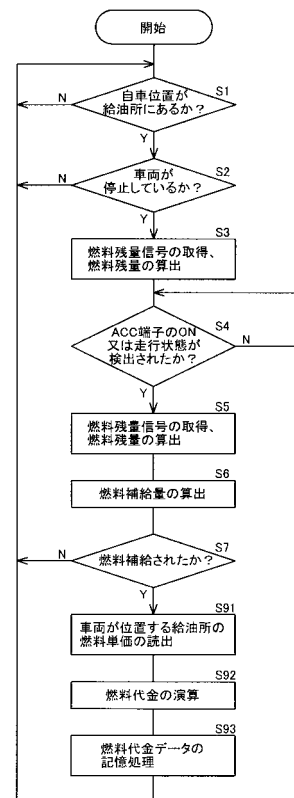 開始
S1
自車位置が
給油所にあるか？
N
Y
S2
車両が
停止しているか？
N
Y
S3
燃料残量信号の取得、
燃料残量の算出
S4
ACC端子のON
又は走行状態が
検出されたか？
N
Y
S5
燃料残量信号の取得、
燃料残量の算出
S6
燃料補給量の算出
S7
燃料補給されたか？
N
Y
S91
車両が位置する給油所の
燃料単価の読出
S92
燃料代金の演算
S93
燃料代金データの
記憶処理